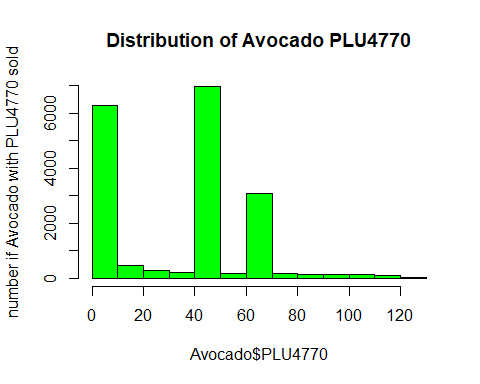 Distribution of Avocado PLU4770
number if Avocado with PLU4770 sold
6000
4000
2000
0
0 20 40 60 80 100 120
Avocado$PLU4770